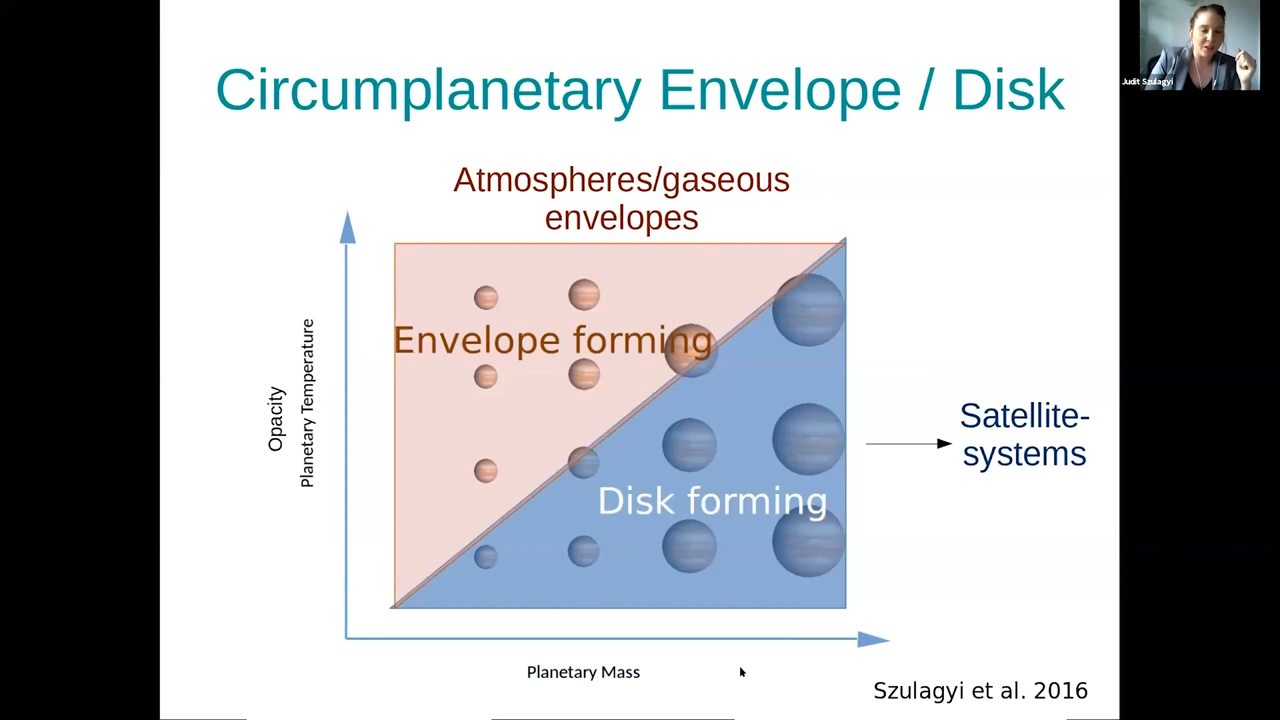 Circumplanetary Envelope / Disk
Judit Szulagyi
Atmospheres/gaseous
envelopes
Envelope forming
Opacity
Planetary Temperature
Satellite-
systems
Disk forming
Planetary Mass
Szulagyi et al. 2016